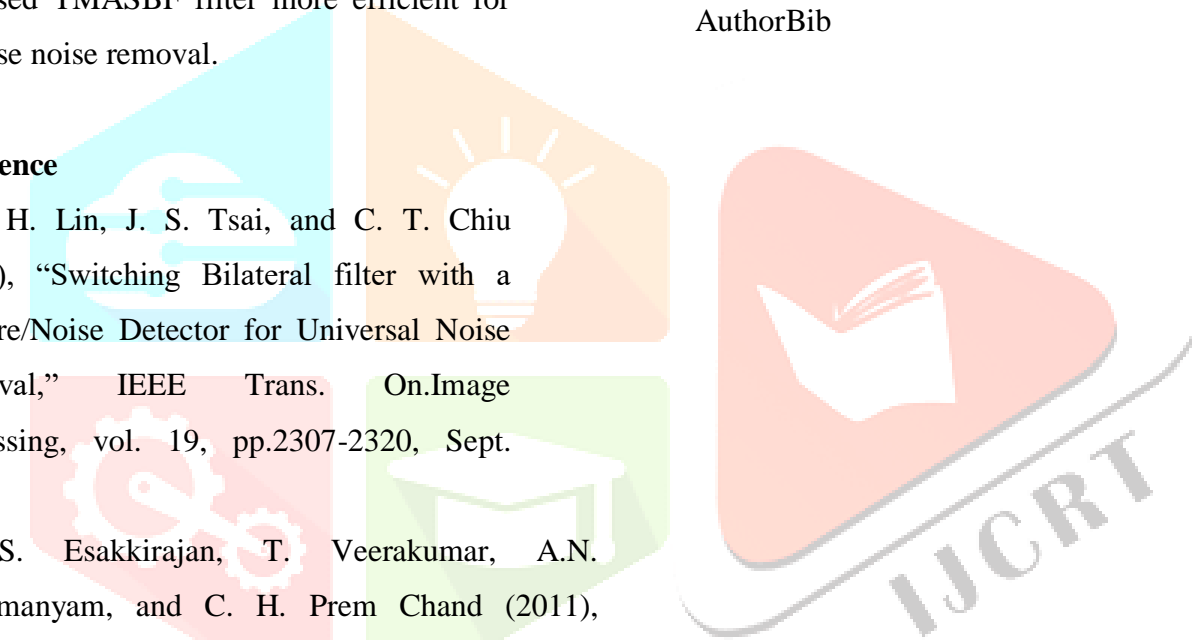 sed TMASBF filter more efficient for
se noise removal.
ence
H. Lin, J. S. Tsai, and C. T. Chiu
), “Switching Bilateral filter with a
re/Noise Detector for Universal Noise
val,” IEEE Trans. On.Image
ssing, vol. 19, pp.2307-2320, Sept.
S. Esakkirajan, T. Veerakumar, A.N.
manyam, and C. H. Prem Chand (2011),
AuthorBib
IJCRT